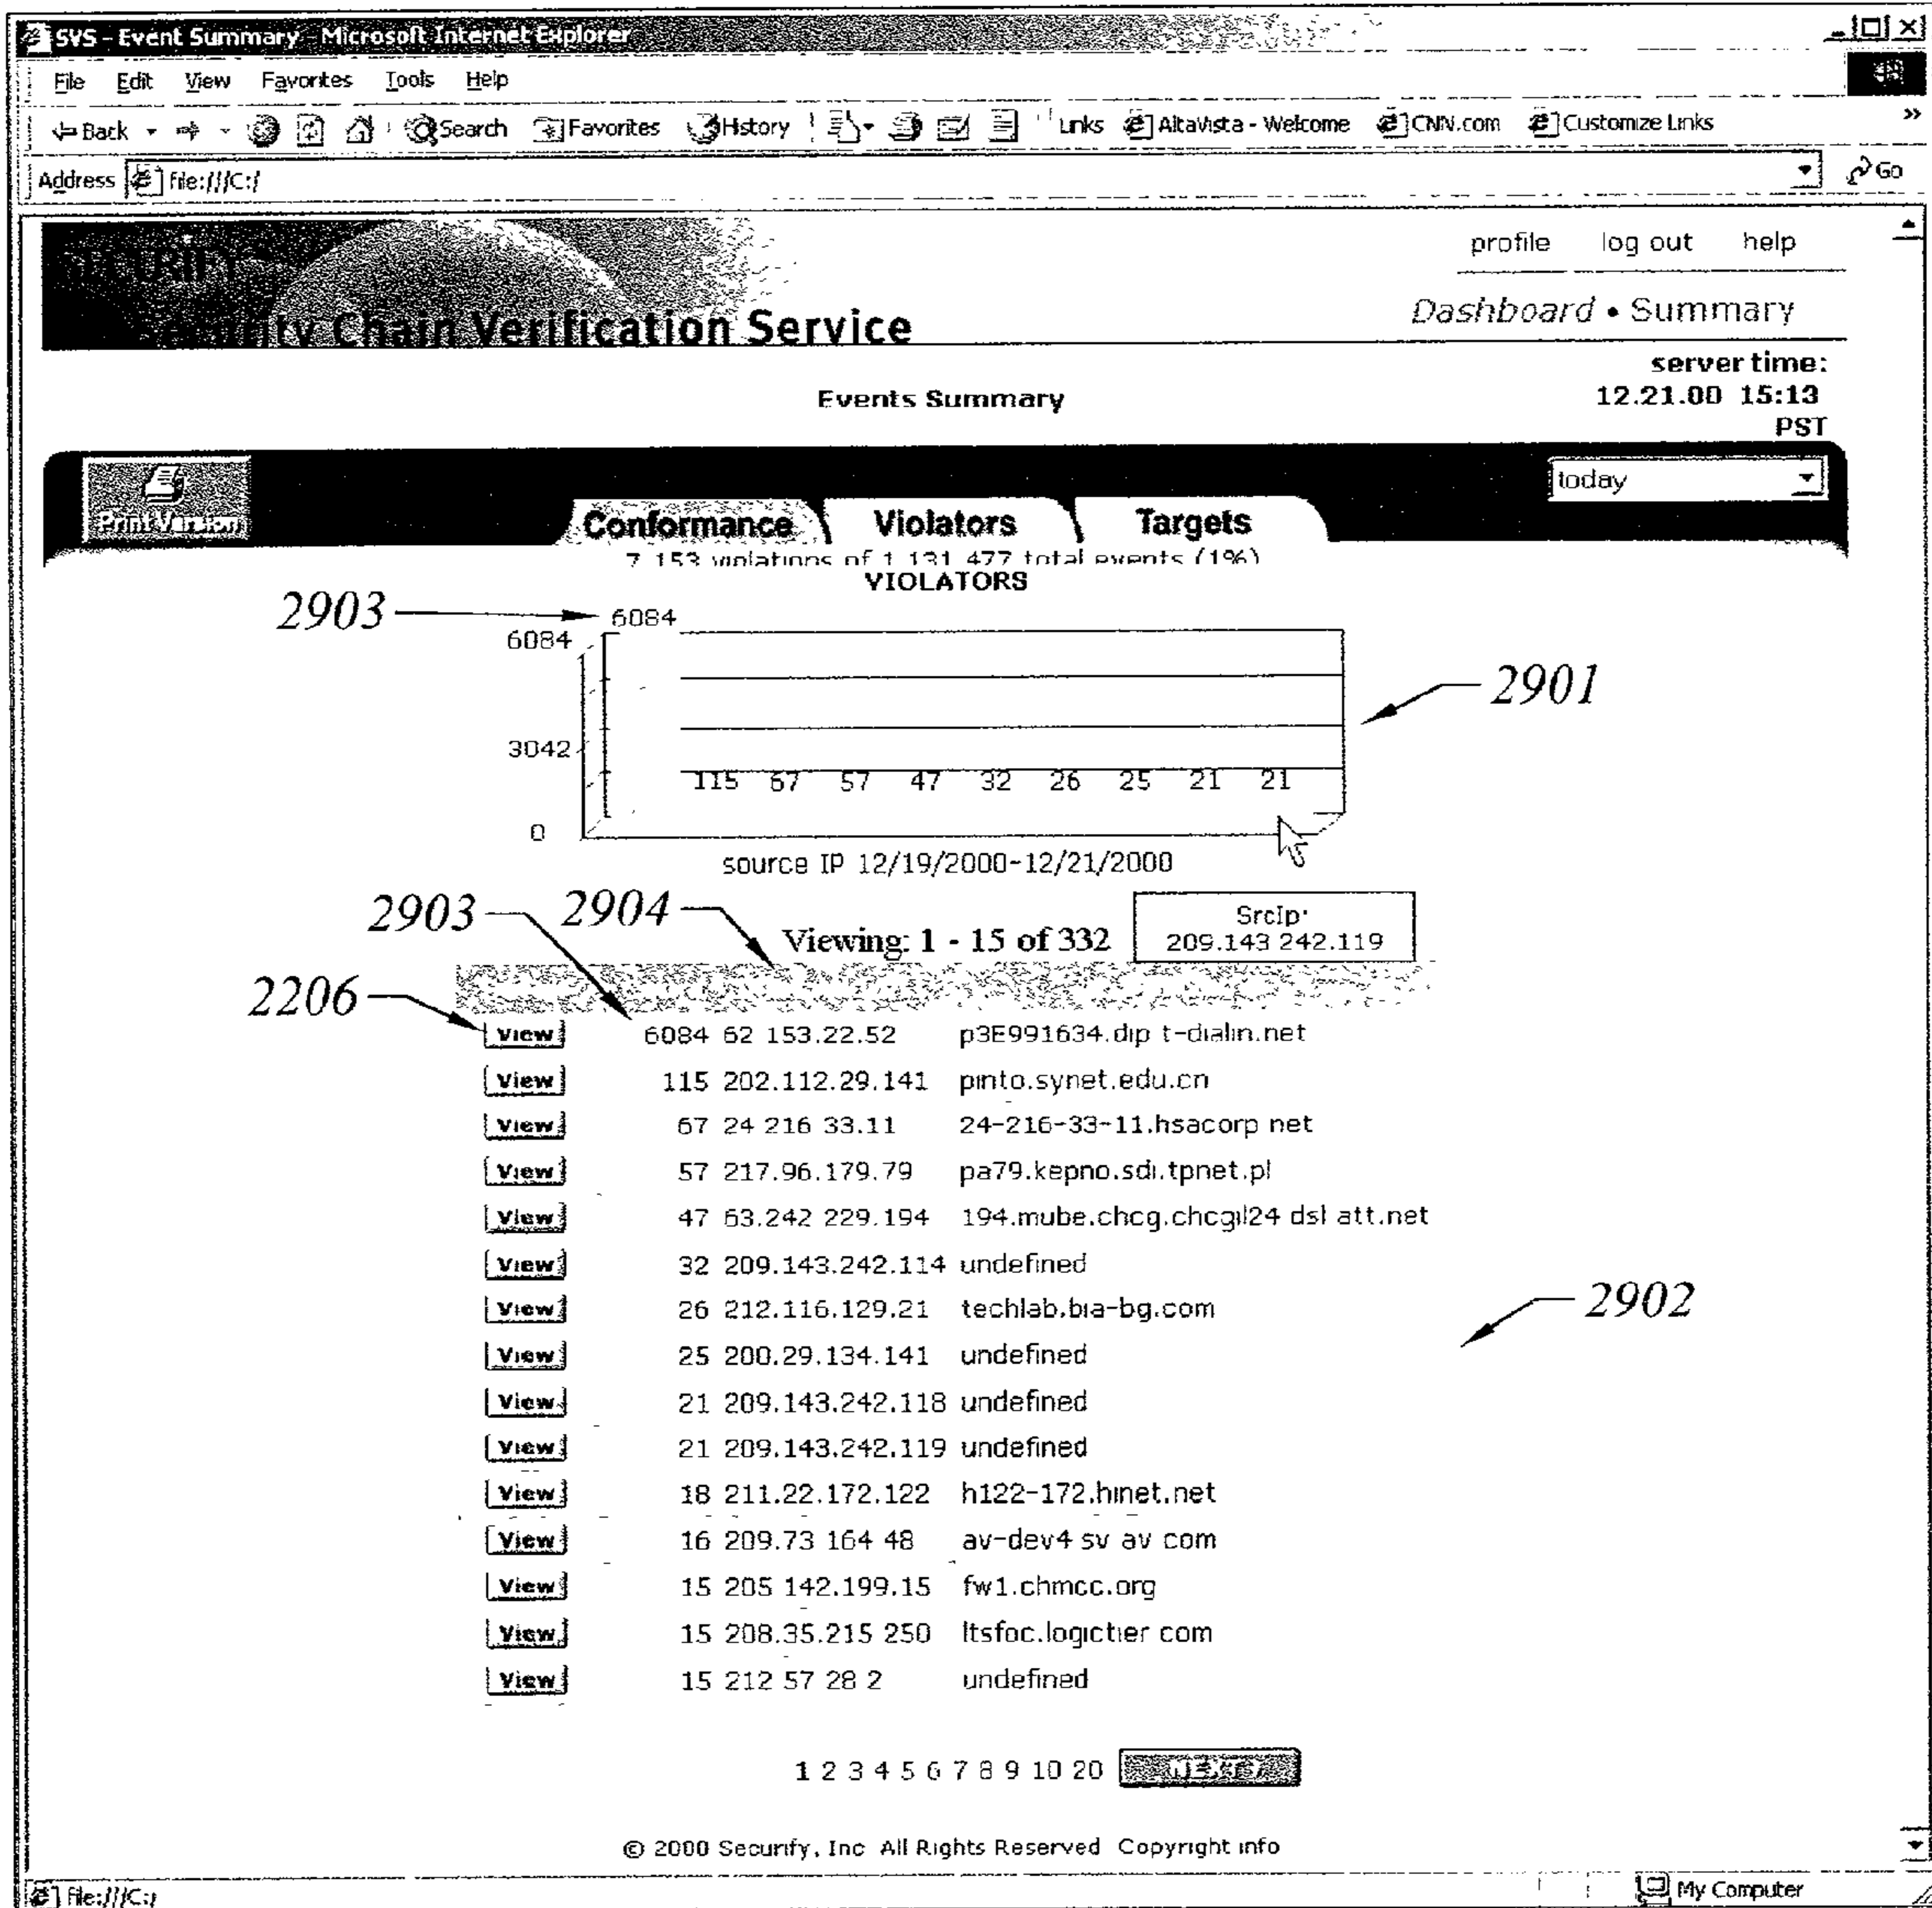 SVS - Event Summary - Microsoft Internet Explorer
File Edit View Favorites Tools Help
Back Search Favorites History Links AltaVista - Welcome CNN.com Customize Links »
Address file:///C:/ Go
SECURIFY
profile log out help
Security Chain Verification Service
Dashboard • Summary
server time:
12.21.00 15:13
PST
Events Summary
Print Version
today
Conformance Violators Targets
7 153 violations of 1 131 477 total events (1%)
VIOLATORS
2903
6084
6084
2901
3042
115 67 57 47 32 26 25 21 21
0
source IP 12/19/2000-12/21/2000
2903 2904
Viewing: 1 - 15 of 332
SrcIp:
209.143 242.119
2206
View 6084 62 153.22.52 p3E991634.dip t-dialin.net
View 115 202.112.29.141 pinto.synet.edu.cn
View 67 24 216 33.11 24-216-33-11.hsacorp net
View 57 217.96.179.79 pa79.kepno.sdi.tpnet.pl
View 47 63.242 229.194 194.mube.chcg.chcgil24 dsl att.net
View 32 209.143.242.114 undefined
View 26 212.116.129.21 techlab.bia-bg.com
2902
View 25 200.29.134.141 undefined
View 21 209.143.242.118 undefined
View 21 209.143.242.119 undefined
View 18 211.22.172.122 h122-172.hinet.net
View 16 209.73 164 48 av-dev4 sv av com
View 15 205 142.199.15 fw1.chmcc.org
View 15 208.35.215 250 ltsfoc.logictier com
View 15 212 57 28 2 undefined
1 2 3 4 5 6 7 8 9 10 20 NEXT
© 2000 Securify, Inc All Rights Reserved Copyright info
file:///C:/ My Computer